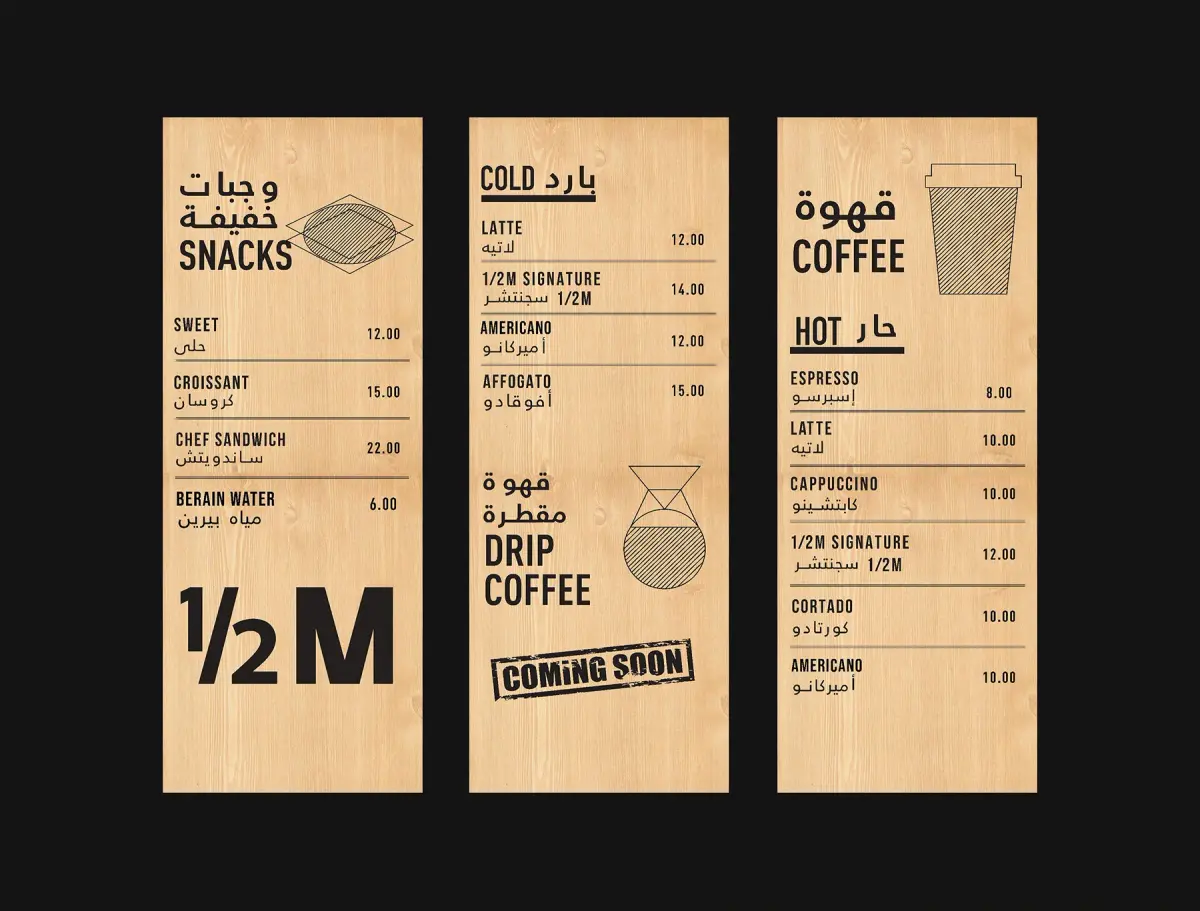 وجبات
خفيفة
SNACKS
SWEET
حلى
12.00
CROISSANT
كروسان
15.00
CHEF SANDWICH
ساندويتش
22.00
BERAIN WATER
مياه بيرين
6.00
½ M
COLD بارد
LATTE
لاتيه
12.00
1/2M SIGNATURE
سجنتشر 1/2M
14.00
AMERICANO
أميركانو
12.00
AFFOGATO
أفوقادو
15.00
قهوة
مقطرة
DRIP
COFFEE
COMING SOON
قهوة
COFFEE
HOT حار
ESPRESSO
إسبرسو
8.00
LATTE
لاتيه
10.00
CAPPUCCINO
كابتشينو
10.00
1/2M SIGNATURE
سجنتشر 1/2M
12.00
CORTADO
كورتادو
10.00
AMERICANO
أميركانو
10.00